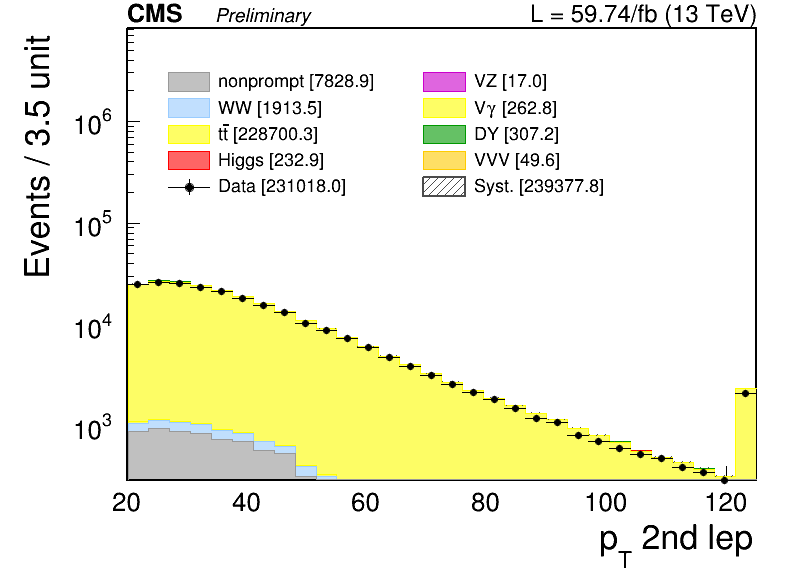 CMS Preliminary L = 59.74/fb (13 TeV)
Events / 3.5 unit
nonprompt [7828.9] VZ [17.0]
WW [1913.5] Vγ [262.8]
tt̄ [228700.3] DY [307.2]
Higgs [232.9] VVV [49.6]
Data [231018.0] Syst. [239377.8]
10⁶
10⁵
10⁴
10³
20 40 60 80 100 120
p_T 2nd lep